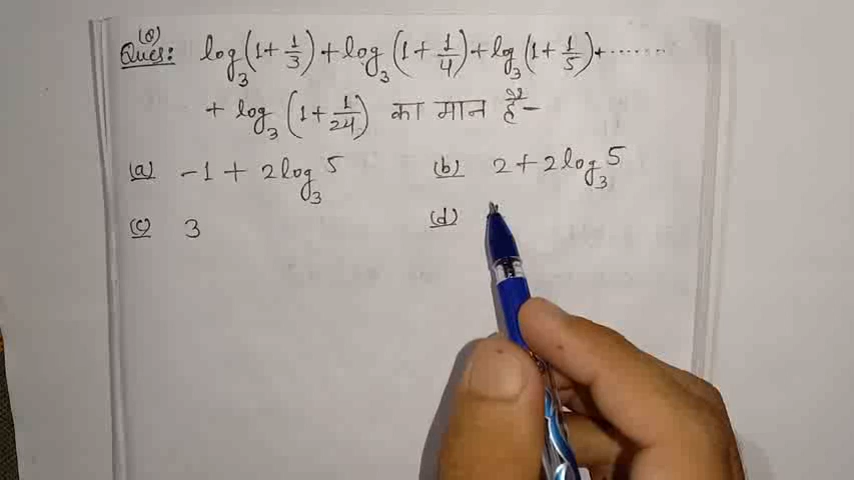 (Q)
Ques: log₃(1+1/3)+log₃(1+1/4)+log₃(1+1/5)+.......
+ log₃(1+1/24) का मान है -
(a) -1 + 2log₃5 (b) 2+2log₃5
(c) 3 (d)